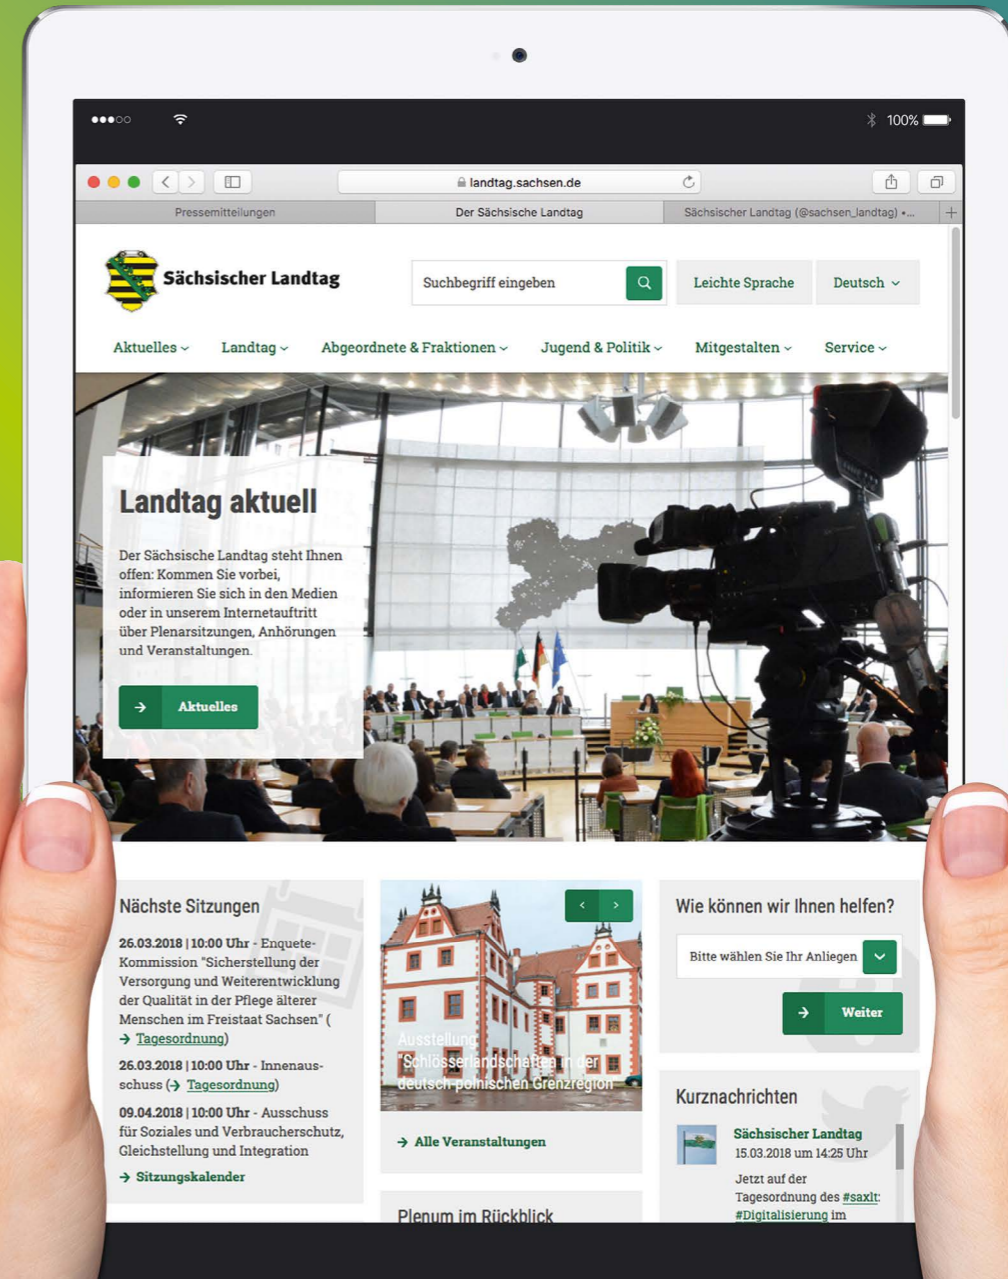 100%
landtag.sachsen.de
Pressemitteilungen
Der Sächsische Landtag
Sächsischer Landtag (@sachsen_landtag) •...
Sächsischer Landtag
Suchbegriff eingeben
Leichte Sprache
Deutsch
Aktuelles
Landtag
Abgeordnete & Fraktionen
Jugend & Politik
Mitgestalten
Service
Landtag aktuell
Der Sächsische Landtag steht Ihnen
offen: Kommen Sie vorbei,
informieren Sie sich in den Medien
oder in unserem Internetauftritt
über Plenarsitzungen, Anhörungen
und Veranstaltungen.
→ Aktuelles
Nächste Sitzungen
26.03.2018 | 10:00 Uhr - Enquete-
Kommission "Sicherstellung der
Versorgung und Weiterentwicklung
der Qualität in der Pflege älterer
Menschen im Freistaat Sachsen" (
→ Tagesordnung)
26.03.2018 | 10:00 Uhr - Innenaus-
schuss (→ Tagesordnung)
09.04.2018 | 10:00 Uhr - Ausschuss
für Soziales und Verbraucherschutz,
Gleichstellung und Integration
→ Sitzungskalender
Ausstellung
"Schlösserlandschaften in der
deutsch-polnischen Grenzregion
→ Alle Veranstaltungen
Plenum im Rückblick
Wie können wir Ihnen helfen?
Bitte wählen Sie Ihr Anliegen
→ Weiter
Kurznachrichten
Sächsischer Landtag
15.03.2018 um 14:25 Uhr
Jetzt auf der
Tagesordnung des #saxlt:
#Digitalisierung im